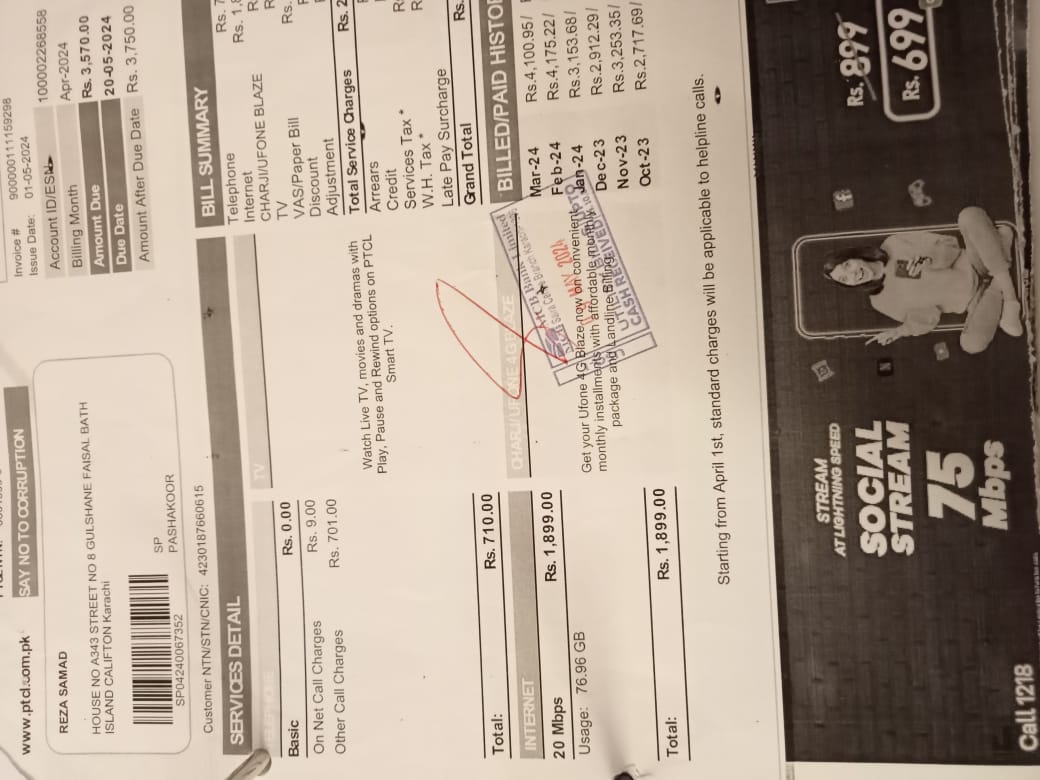 www.ptcl.com.pk
SAY NO TO CORRUPTION
Invoice # 900000111159298
Issue Date: 01-05-2024
Account ID/ESN 100002268558
Billing Month Apr-2024
Amount Due Rs. 3,570.00
Due Date 20-05-2024
Amount After Due Date Rs. 3,750.00
REZA SAMAD
HOUSE NO A343 STREET NO 8 GULSHANE FAISAL BATH
ISLAND CALIFTON Karachi
SP
PASHAKOOR
SP04240067352
Customer NTN/STN/CNIC: 4230187660615
SERVICES DETAIL
TELEPHONE
Basic Rs. 0.00
On Net Call Charges Rs. 9.00
Other Call Charges Rs. 701.00
Total: Rs. 710.00
INTERNET
20 Mbps Rs. 1,899.00
Usage: 76.96 GB
Total: Rs. 1,899.00
TV
Watch Live TV, movies and dramas with
Play, Pause and Rewind options on PTCL
Smart TV.
CHARJI/UFONE 4G BLAZE
Get your Ufone 4G Blaze now on convenient
monthly installments with affordable monthly
package and Landline Billing.
Bank Limited
MAY 2024
CASH RECEIVED
BILL SUMMARY
Telephone Rs.
Internet Rs.
CHARJI/UFONE BLAZE
TV
VAS/Paper Bill Rs.
Discount
Adjustment
Total Service Charges Rs.
Arrears
Credit
Services Tax *
W.H. Tax *
Late Pay Surcharge
Grand Total Rs.
BILLED/PAID HISTO
Mar-24 Rs.4,100.95/
Feb-24 Rs.4,175.22/
Jan-24 Rs.3,153.68/
Dec-23 Rs.2,912.29/
Nov-23 Rs.3,253.35/
Oct-23 Rs.2,717.69/
Starting from April 1st, standard charges will be applicable to helpline calls.
STREAM
AT LIGHTNING SPEED
SOCIAL
STREAM
75
Mbps
Rs. 899
Rs. 699
Call 1218